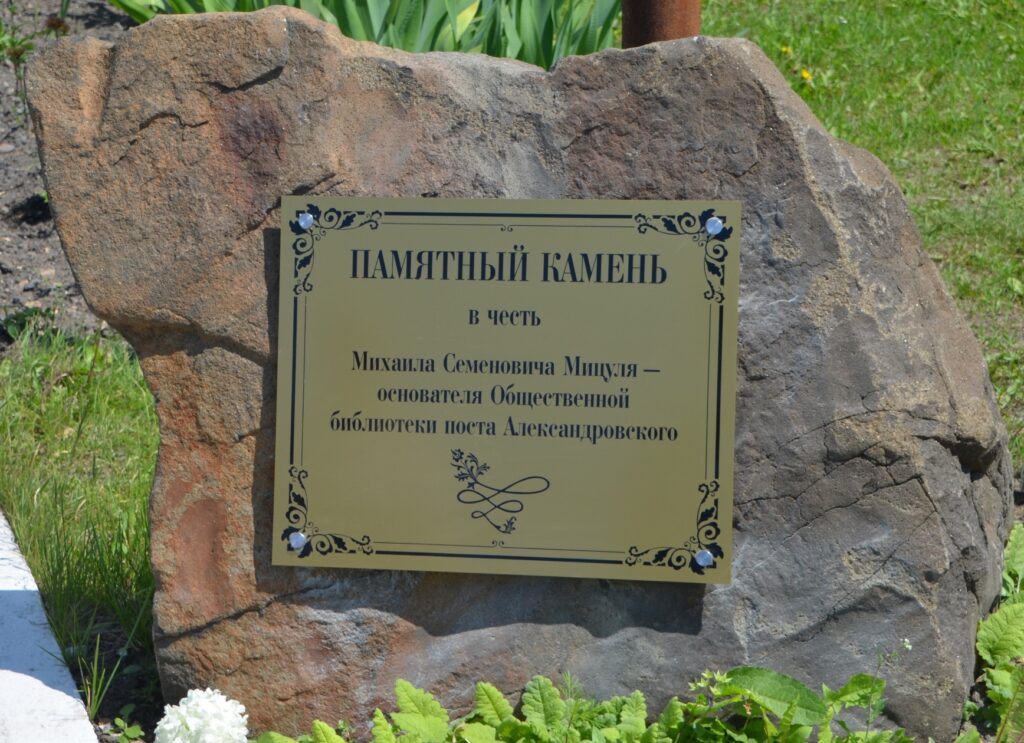 ПАМЯТНЫЙ КАМЕНЬ
в честь
Михаила Семеновича Мицуля —
основателя Общественной
библиотеки поста Александровского